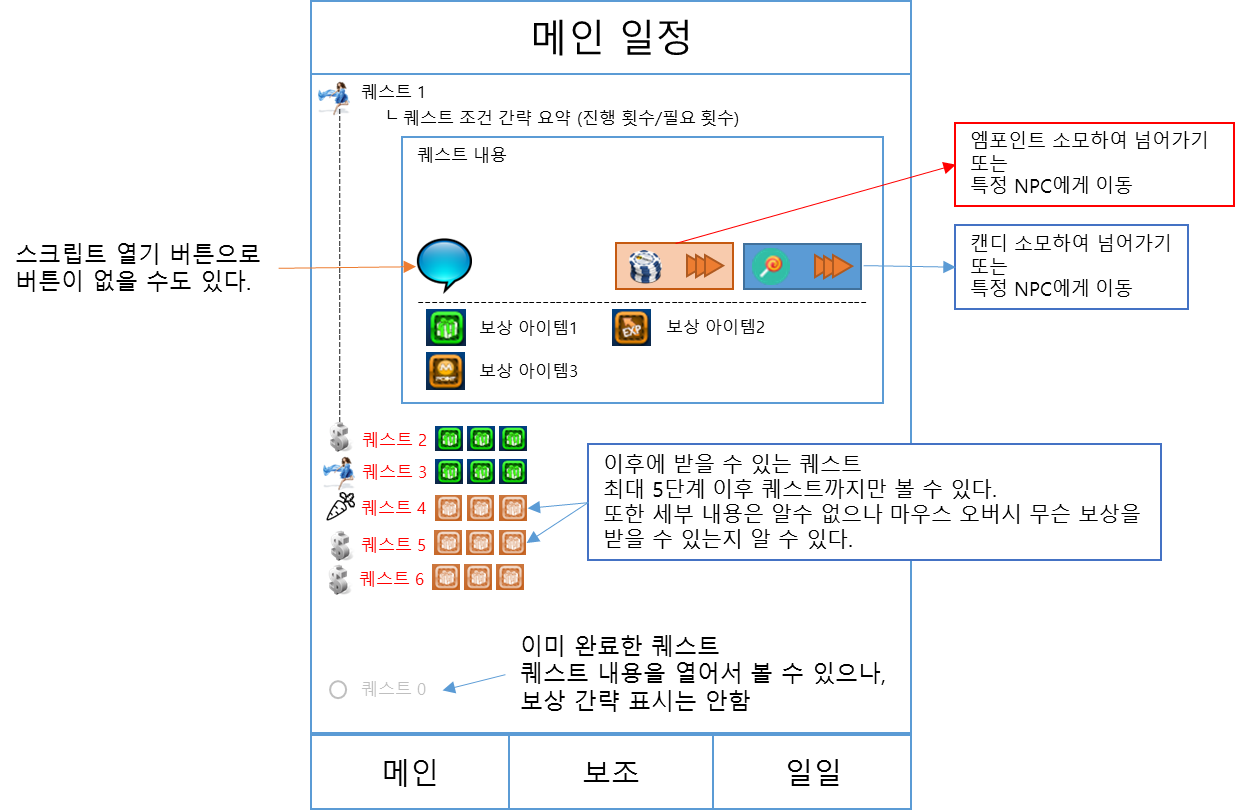 메인 일정
퀘스트 1
ㄴ 퀘스트 조건 간략 요약 (진행 횟수/필요 횟수)
퀘스트 내용
엠포인트 소모하여 넘어가기
또는
특정 NPC에게 이동
캔디 소모하여 넘어가기
또는
특정 NPC에게 이동
스크립트 열기 버튼으로
버튼이 없을 수도 있다.
보상 아이템1
EXP
보상 아이템2
M
POINT
보상 아이템3
퀘스트 2
퀘스트 3
퀘스트 4
퀘스트 5
퀘스트 6
이후에 받을 수 있는 퀘스트
최대 5단계 이후 퀘스트까지만 볼 수 있다.
또한 세부 내용은 알수 없으나 마우스 오버시 무슨 보상을
받을 수 있는지 알 수 있다.
이미 완료한 퀘스트
퀘스트 내용을 열어서 볼 수 있으나,
보상 간략 표시는 안함
퀘스트 0
메인
보조
일일